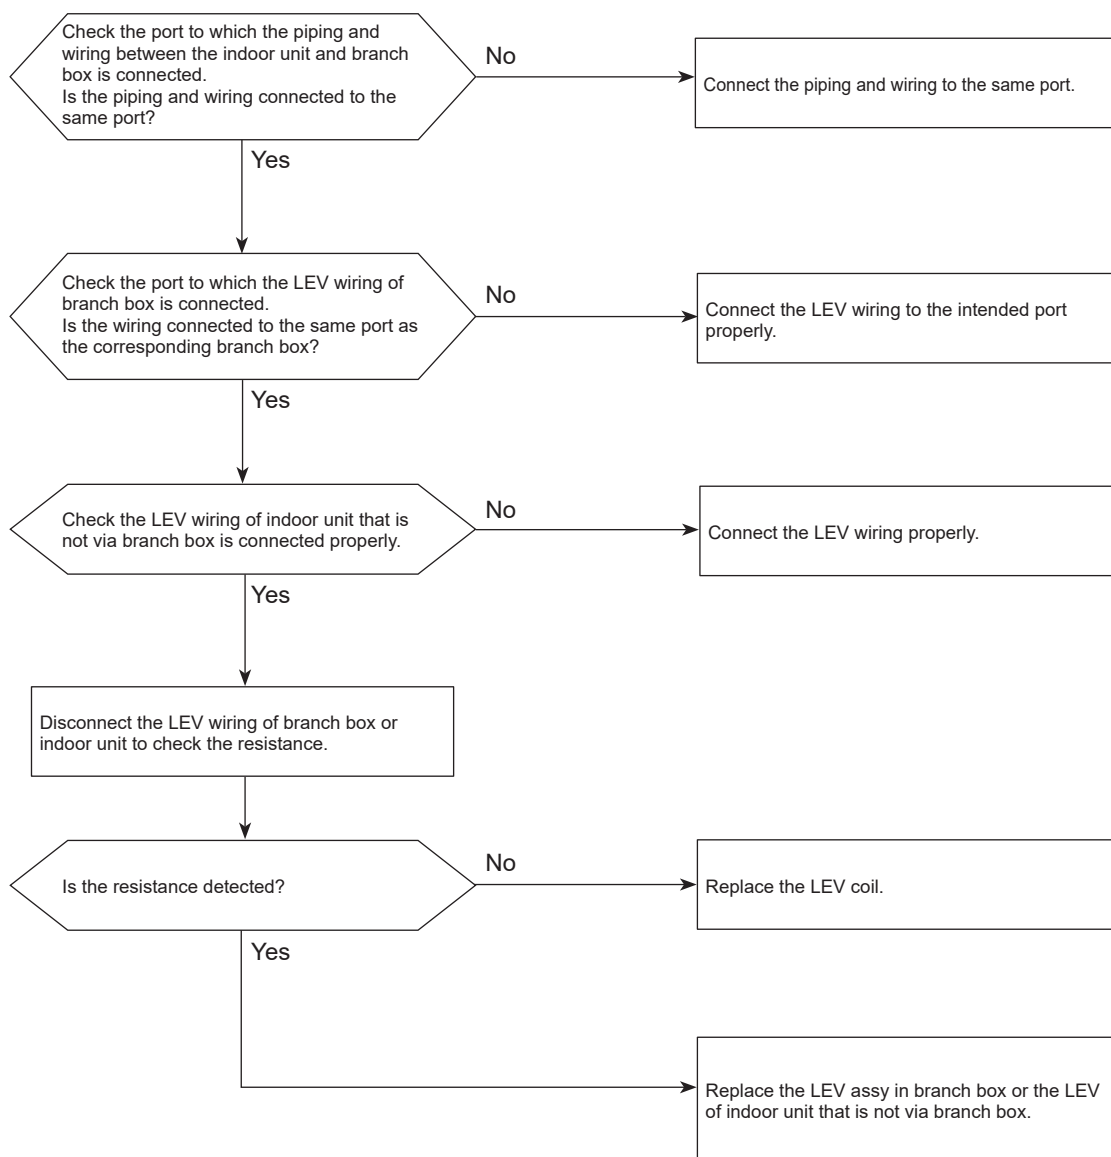 Check the port to which the piping and
wiring between the indoor unit and branch
box is connected.
Is the piping and wiring connected to the
same port?
No
Connect the piping and wiring to the same port.
Yes
Check the port to which the LEV wiring of
branch box is connected.
Is the wiring connected to the same port as
the corresponding branch box?
No
Connect the LEV wiring to the intended port
properly.
Yes
Check the LEV wiring of indoor unit that is
not via branch box is connected properly.
No
Connect the LEV wiring properly.
Yes
Disconnect the LEV wiring of branch box or
indoor unit to check the resistance.
Is the resistance detected?
No
Replace the LEV coil.
Yes
Replace the LEV assy in branch box or the LEV
of indoor unit that is not via branch box.